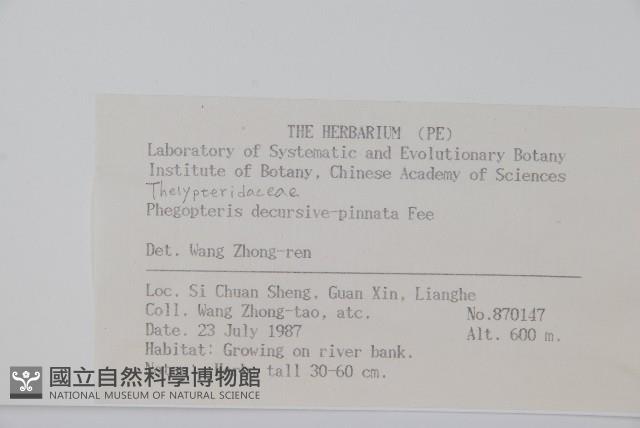 THE HERBARIUM (PE)
Laboratory of Systematic and Evolutionary Botany
Institute of Botany, Chinese Academy of Sciences
Thelypteridaceae
Phegopteris decursive-pinnata Fee
Det. Wang Zhong-ren
Loc. Si Chuan Sheng, Guan Xin, Lianghe
Coll. Wang Zhong-tao, atc. No.870147
Date. 23 July 1987 Alt. 600 m.
Habitat: Growing on river bank.
tall 30-60 cm.
國立自然科學博物館
NATIONAL MUSEUM OF NATURAL SCIENCE